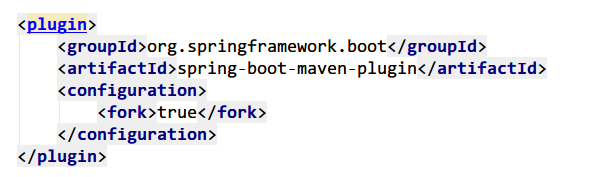 <plugin>
    <groupId>org.springframework.boot</groupId>
    <artifactId>spring-boot-maven-plugin</artifactId>
    <configuration>
        <fork>true</fork>
    </configuration>
</plugin>